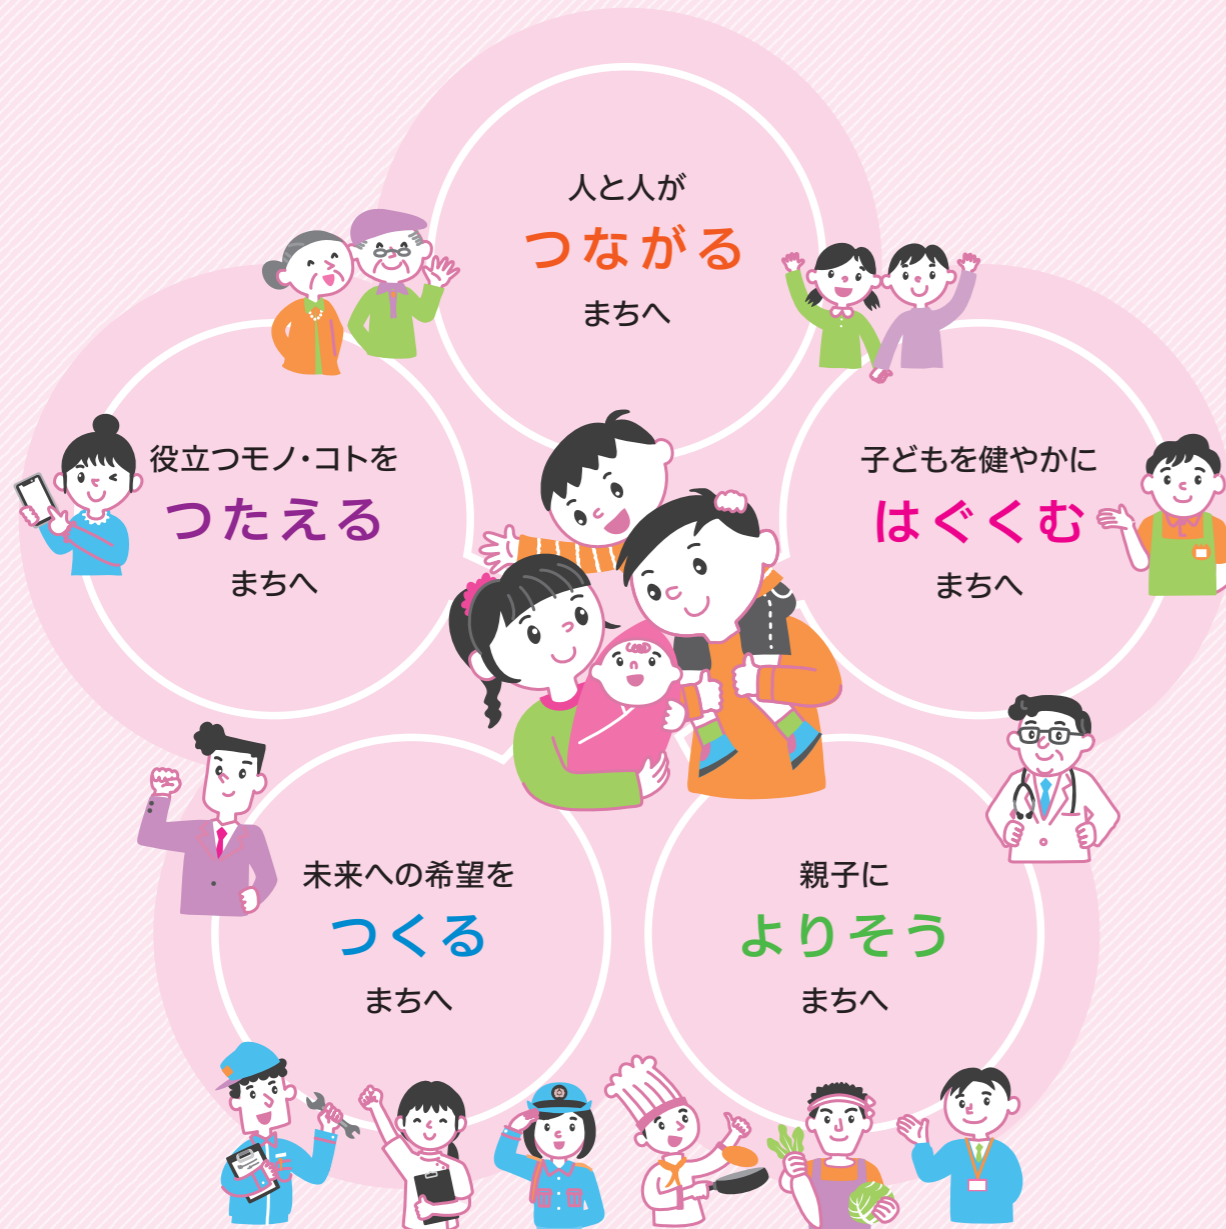 人と人が
つながる
まちへ
役立つモノ・コトを
つたえる
まちへ
子どもを健やかに
はぐくむ
まちへ
未来への希望を
つくる
まちへ
親子に
よりそう
まちへ